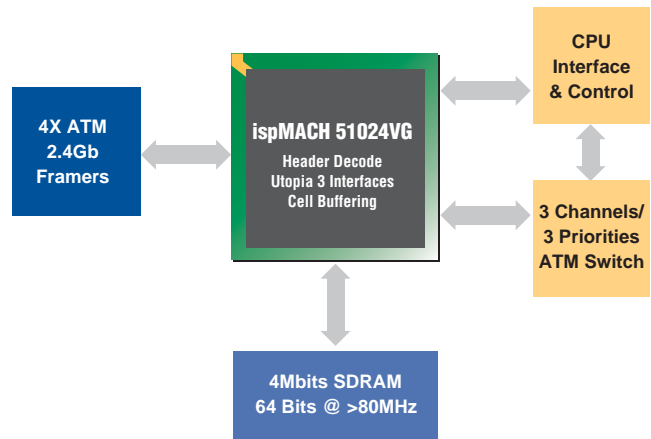 4X ATM
2.4Gb
Framers
ispMACH 51024VG
Header Decode
Utopia 3 Interfaces
Cell Buffering
CPU
Interface
& Control
3 Channels/
3 Priorities
ATM Switch
4Mbits SDRAM
64 Bits @ >80MHz